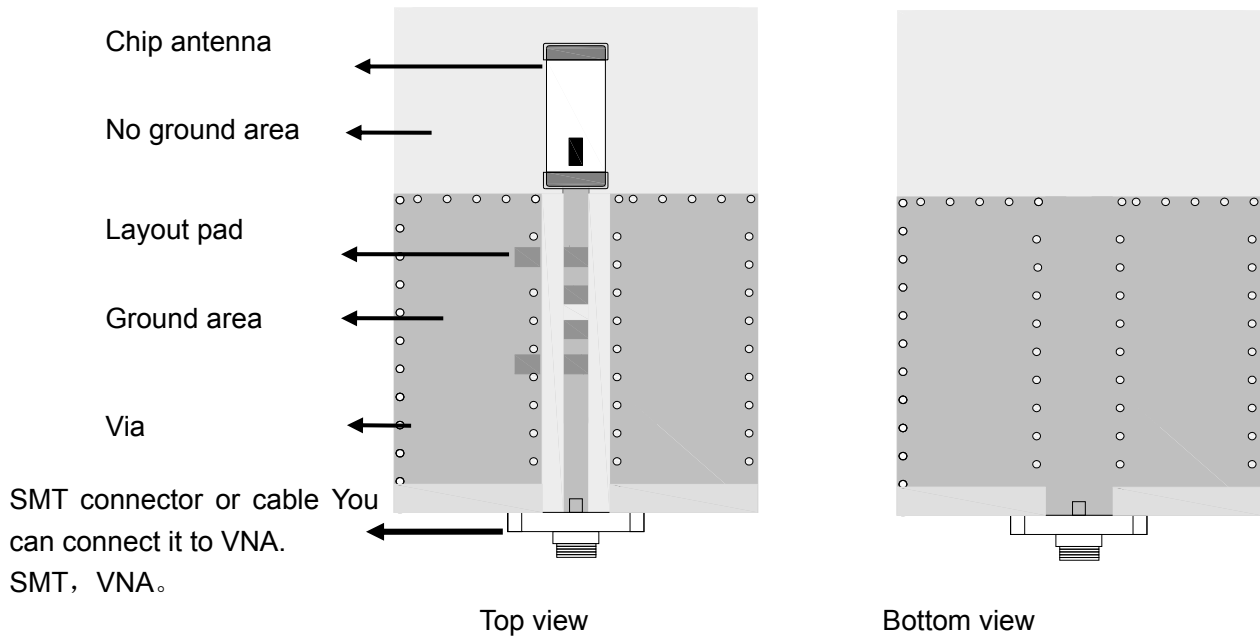 Chip antenna
No ground area
Layout pad
Ground area
Via
SMT connector or cable You
can connect it to VNA.
SMT，VNA。
Top view
Bottom view